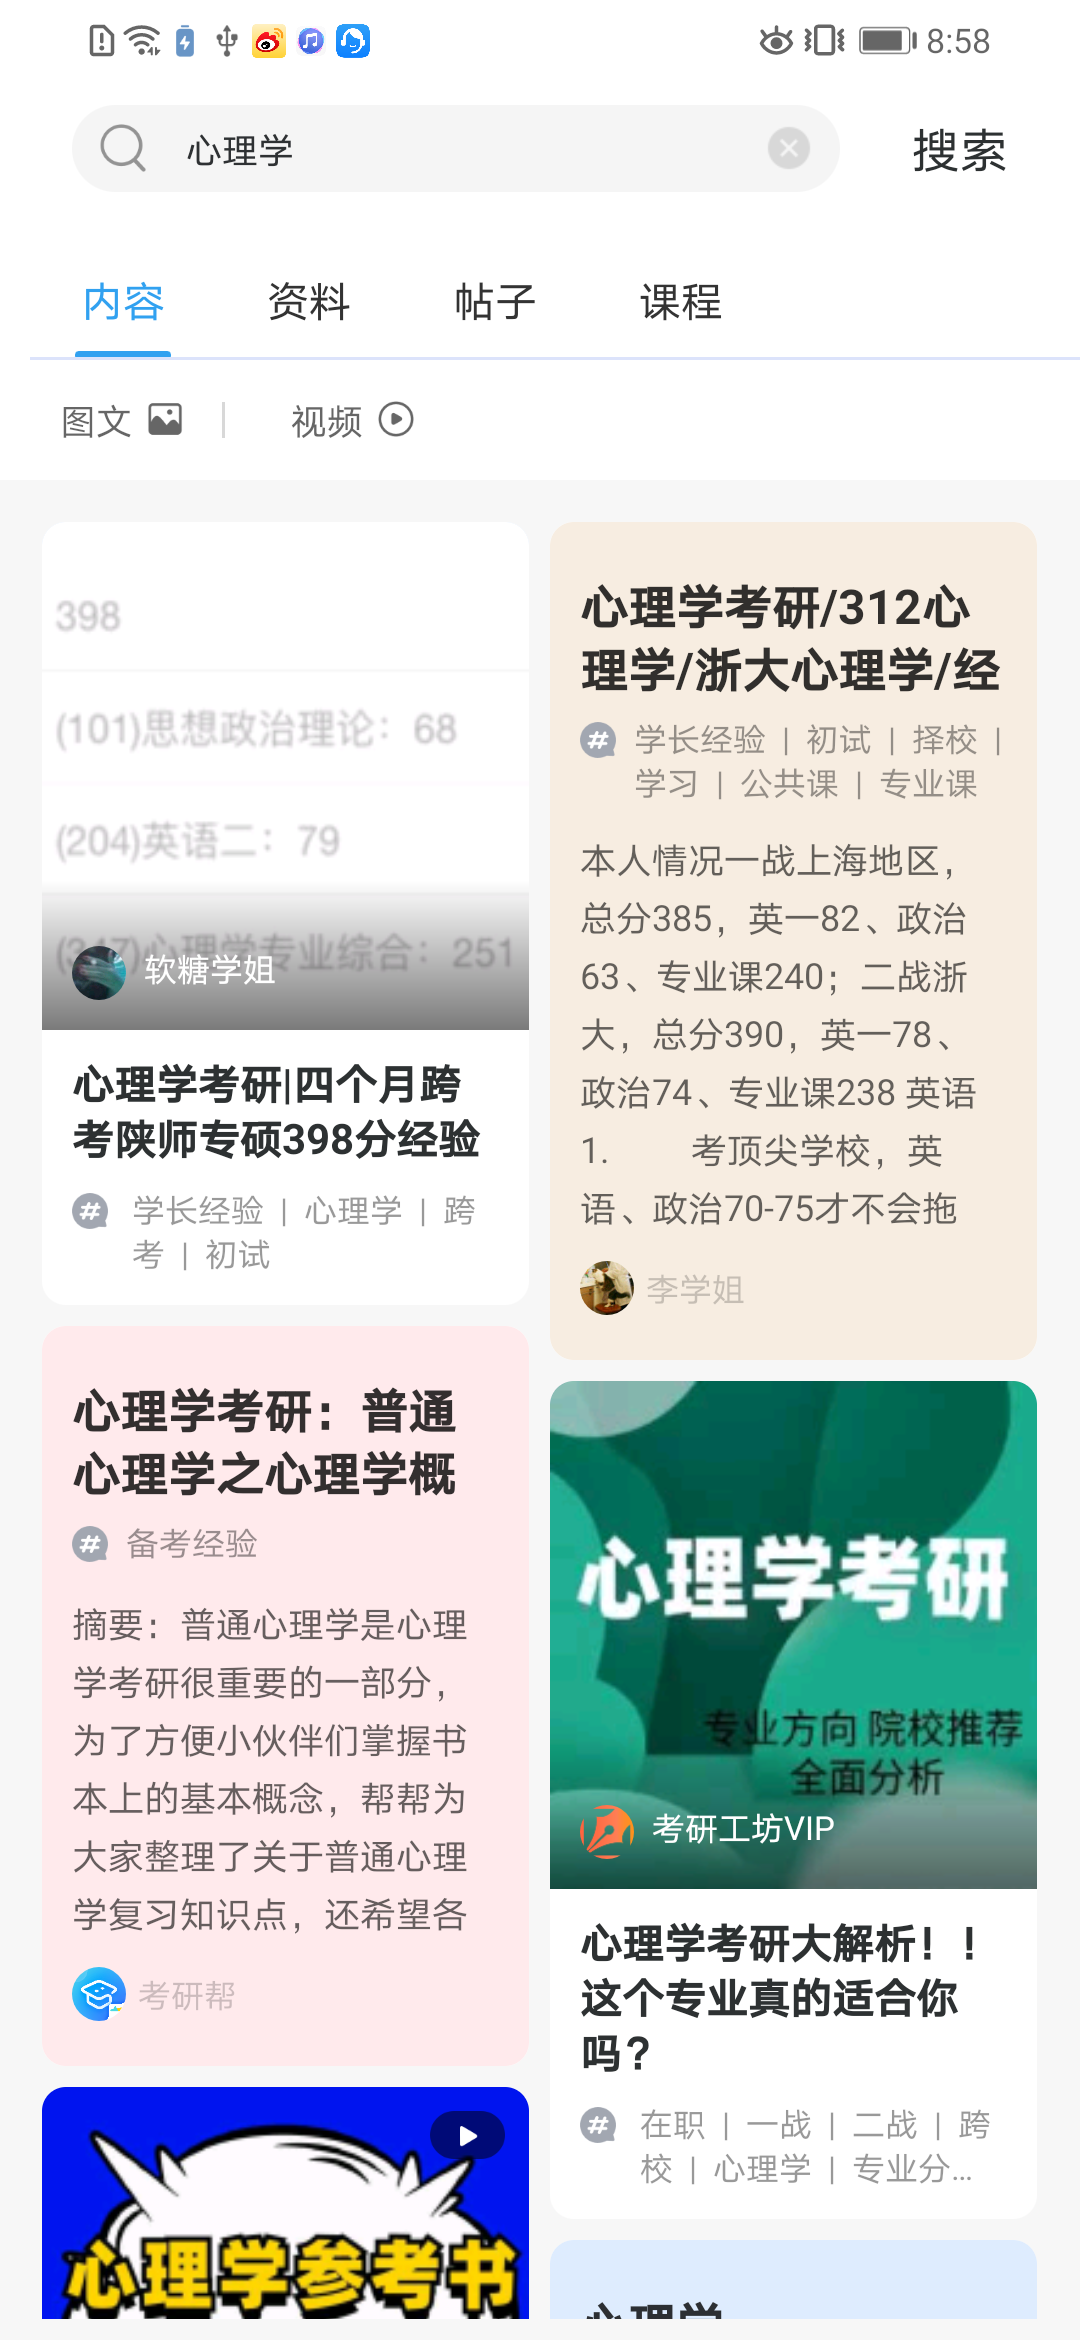 8:58
心理学
搜索
内容
资料
帖子
课程
图文
视频
398
(101)思想政治理论：68
(204)英语二：79
(347)心理学专业综合：251
软糖学姐
心理学考研|四个月跨
考陕师专硕398分经验
学长经验 | 心理学 | 跨
考 | 初试
心理学考研/312心
理学/浙大心理学/经
学长经验 | 初试 | 择校 |
学习 | 公共课 | 专业课
本人情况一战上海地区，
总分385，英一82、政治
63、专业课240；二战浙
大，总分390，英一78、
政治74、专业课238 英语
1. 考顶尖学校，英
语、政治70-75才不会拖
李学姐
心理学考研：普通
心理学之心理学概
备考经验
摘要：普通心理学是心理
学考研很重要的一部分，
为了方便小伙伴们掌握书
本上的基本概念，帮帮为
大家整理了关于普通心理
学复习知识点，还希望各
考研帮
心理学考研
专业方向 院校推荐
全面分析
考研工坊VIP
心理学考研大解析！！
这个专业真的适合你
吗？
在职 | 一战 | 二战 | 跨
校 | 心理学 | 专业分...
心理学参考书
心理学